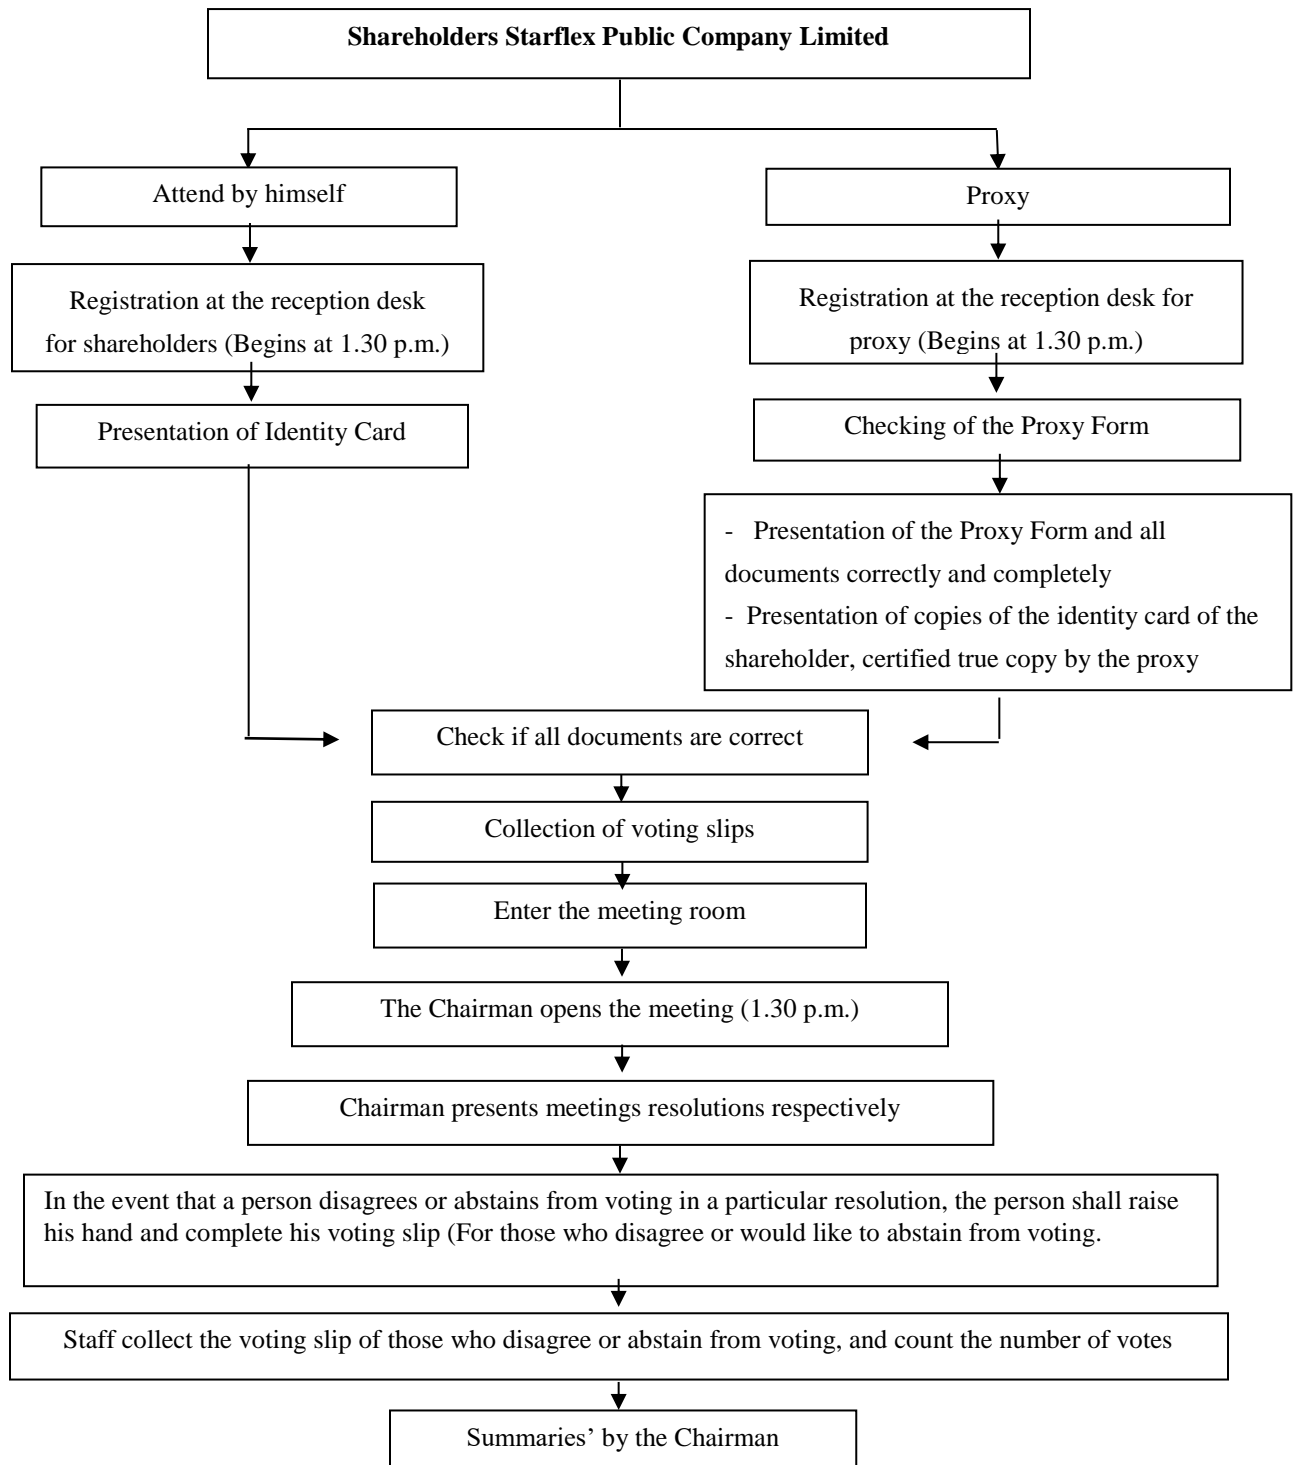 Shareholders Starflex Public Company Limited
Attend by himself
Proxy
Registration at the reception desk
for shareholders (Begins at 1.30 p.m.)
Registration at the reception desk for
proxy (Begins at 1.30 p.m.)
Presentation of Identity Card
Checking of the Proxy Form
- Presentation of the Proxy Form and all
documents correctly and completely
- Presentation of copies of the identity card of the
shareholder, certified true copy by the proxy
Check if all documents are correct
Collection of voting slips
Enter the meeting room
The Chairman opens the meeting (1.30 p.m.)
Chairman presents meetings resolutions respectively
In the event that a person disagrees or abstains from voting in a particular resolution, the person shall raise
his hand and complete his voting slip (For those who disagree or would like to abstain from voting.
Staff collect the voting slip of those who disagree or abstain from voting, and count the number of votes
Summaries’ by the Chairman